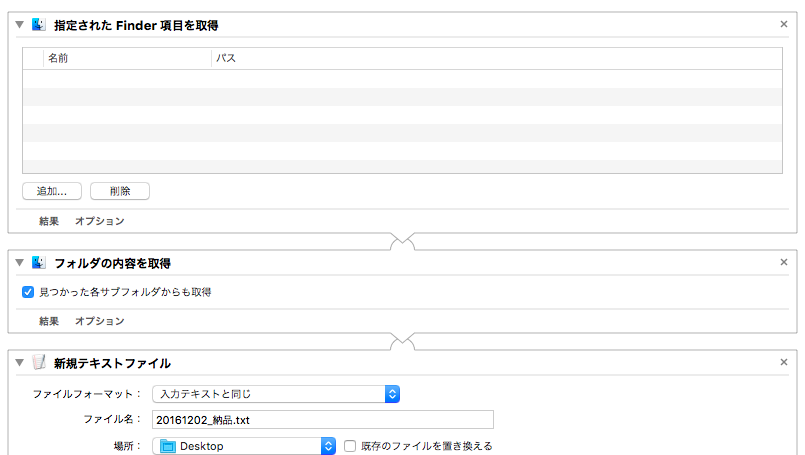 指定された Finder 項目を取得
名前 パス
追加... 削除
結果 オプション
フォルダの内容を取得
見つかった各サブフォルダからも取得
結果 オプション
新規テキストファイル
ファイルフォーマット： 入力テキストと同じ
ファイル名： 20161202_納品.txt
場所： Desktop 既存のファイルを置き換える